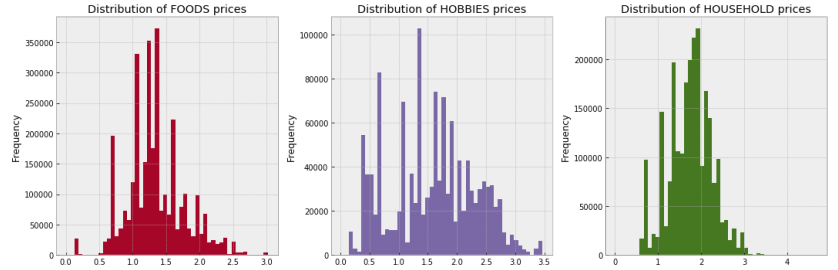 Distribution of FOODS prices
Frequency
350000
300000
250000
200000
150000
100000
50000
0
0.0 0.5 1.0 1.5 2.0 2.5 3.0
Distribution of HOBBIES prices
Frequency
100000
80000
60000
40000
20000
0
0.0 0.5 1.0 1.5 2.0 2.5 3.0 3.5
Distribution of HOUSEHOLD prices
Frequency
200000
150000
100000
50000
0
0 1 2 3 4